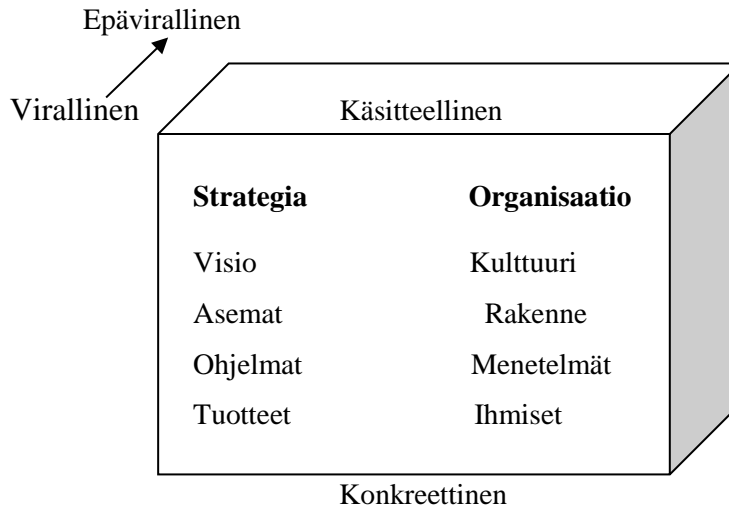 Epävirallinen
Virallinen
Käsitteellinen
Strategia Organisaatio
Visio Kulttuuri
Asemat Rakenne
Ohjelmat Menetelmät
Tuotteet Ihmiset
Konkreettinen